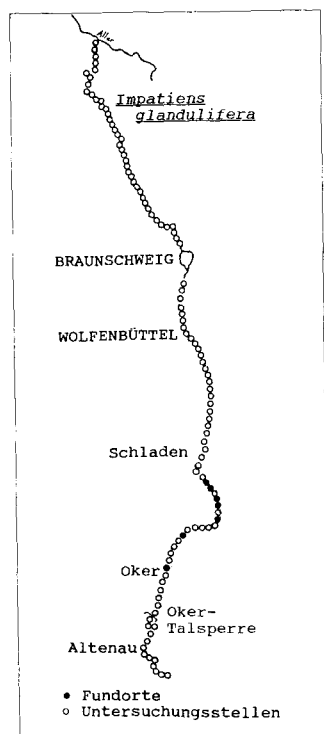 Aller
Impatiens
glandulifera
BRAUNSCHWEIG
WOLFENBÜTTEL
Schladen
Oker
Oker-
Talsperre
Altenau
● Fundorte
○ Untersuchungsstellen